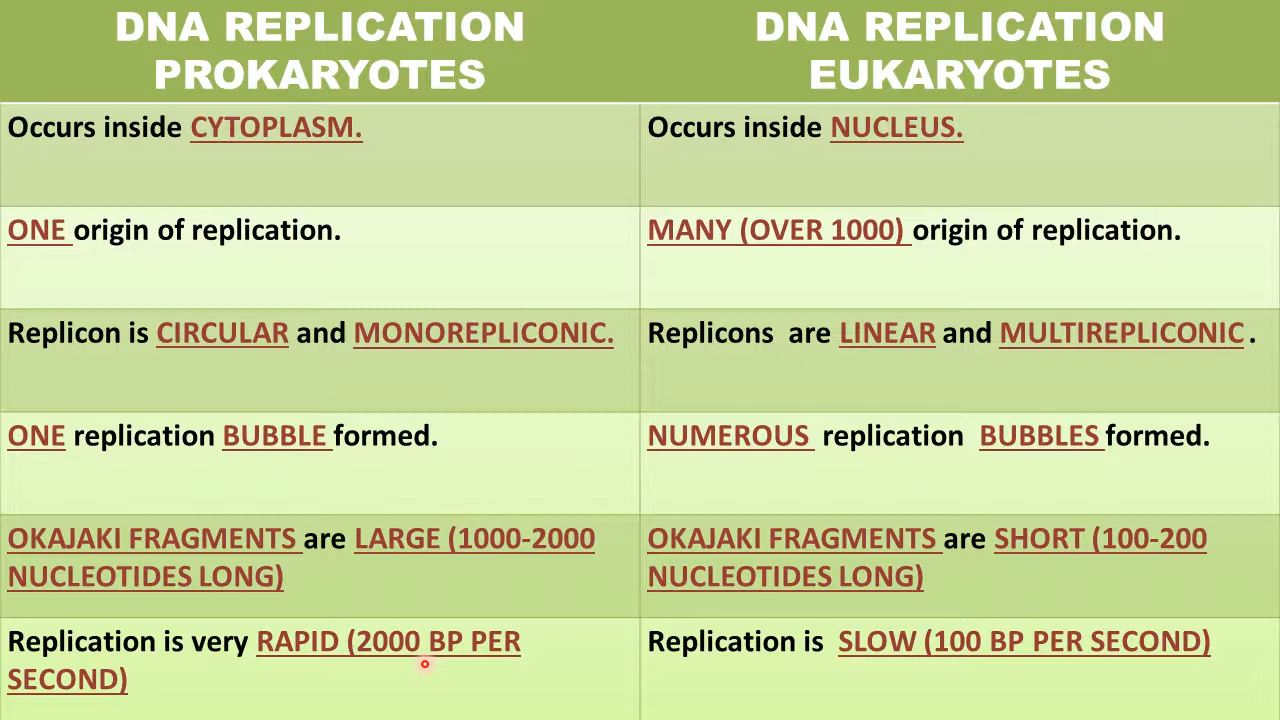 DNA REPLICATION
PROKARYOTES
DNA REPLICATION
EUKARYOTES
Occurs inside CYTOPLASM.
Occurs inside NUCLEUS.
ONE origin of replication.
MANY (OVER 1000) origin of replication.
Replicon is CIRCULAR and MONOREPLICONIC.
Replicons are LINEAR and MULTIREPLICONIC .
ONE replication BUBBLE formed.
NUMEROUS replication BUBBLES formed.
OKAJAKI FRAGMENTS are LARGE (1000-2000
NUCLEOTIDES LONG)
OKAJAKI FRAGMENTS are SHORT (100-200
NUCLEOTIDES LONG)
Replication is very RAPID (2000 BP PER
SECOND)
Replication is SLOW (100 BP PER SECOND)